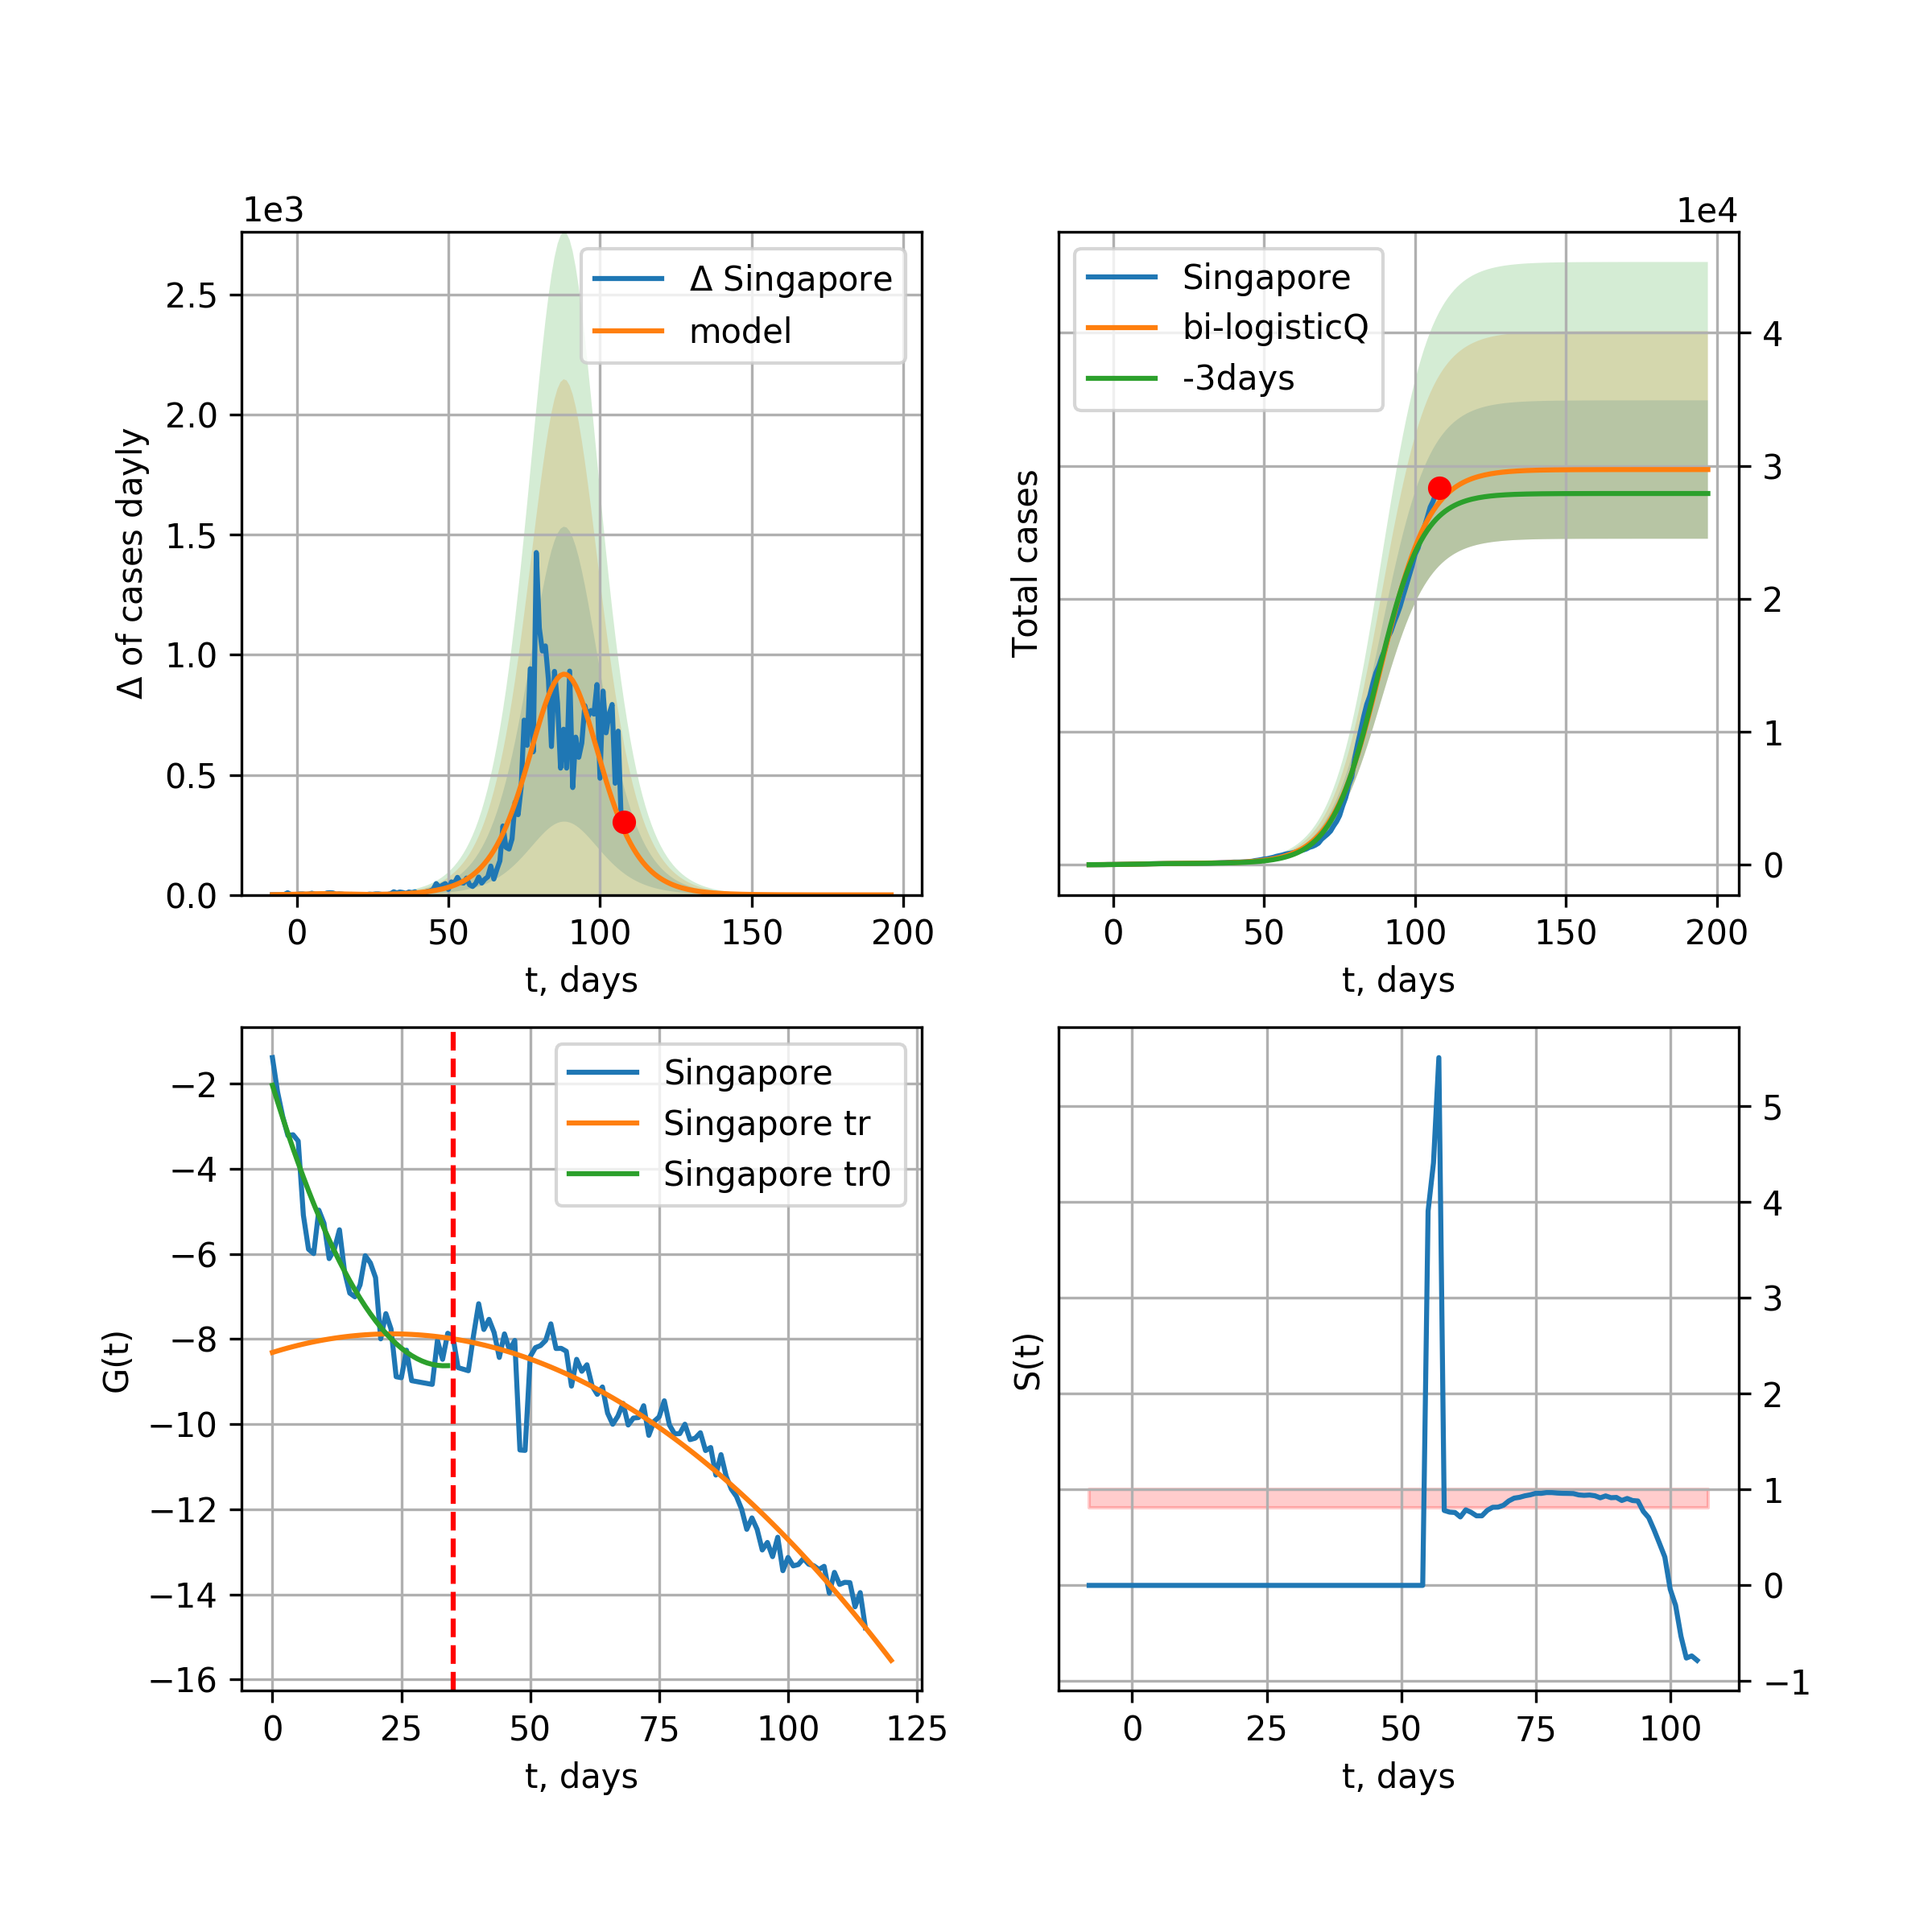 1e3
2.5
2.0
1.5
1.0
0.5
0.0
Δ of cases dayly
Δ Singapore
model
0 50 100 150 200
t, days
1e4
Total cases
Singapore
bi-logisticQ
-3days
4
3
2
1
0
0 50 100 150 200
t, days
−2
−4
−6
−8
−10
−12
−14
−16
G(t)
Singapore
Singapore tr
Singapore tr0
0 25 50 75 100 125
t, days
S(t)
5
4
3
2
1
0
−1
0 25 50 75 100
t, days